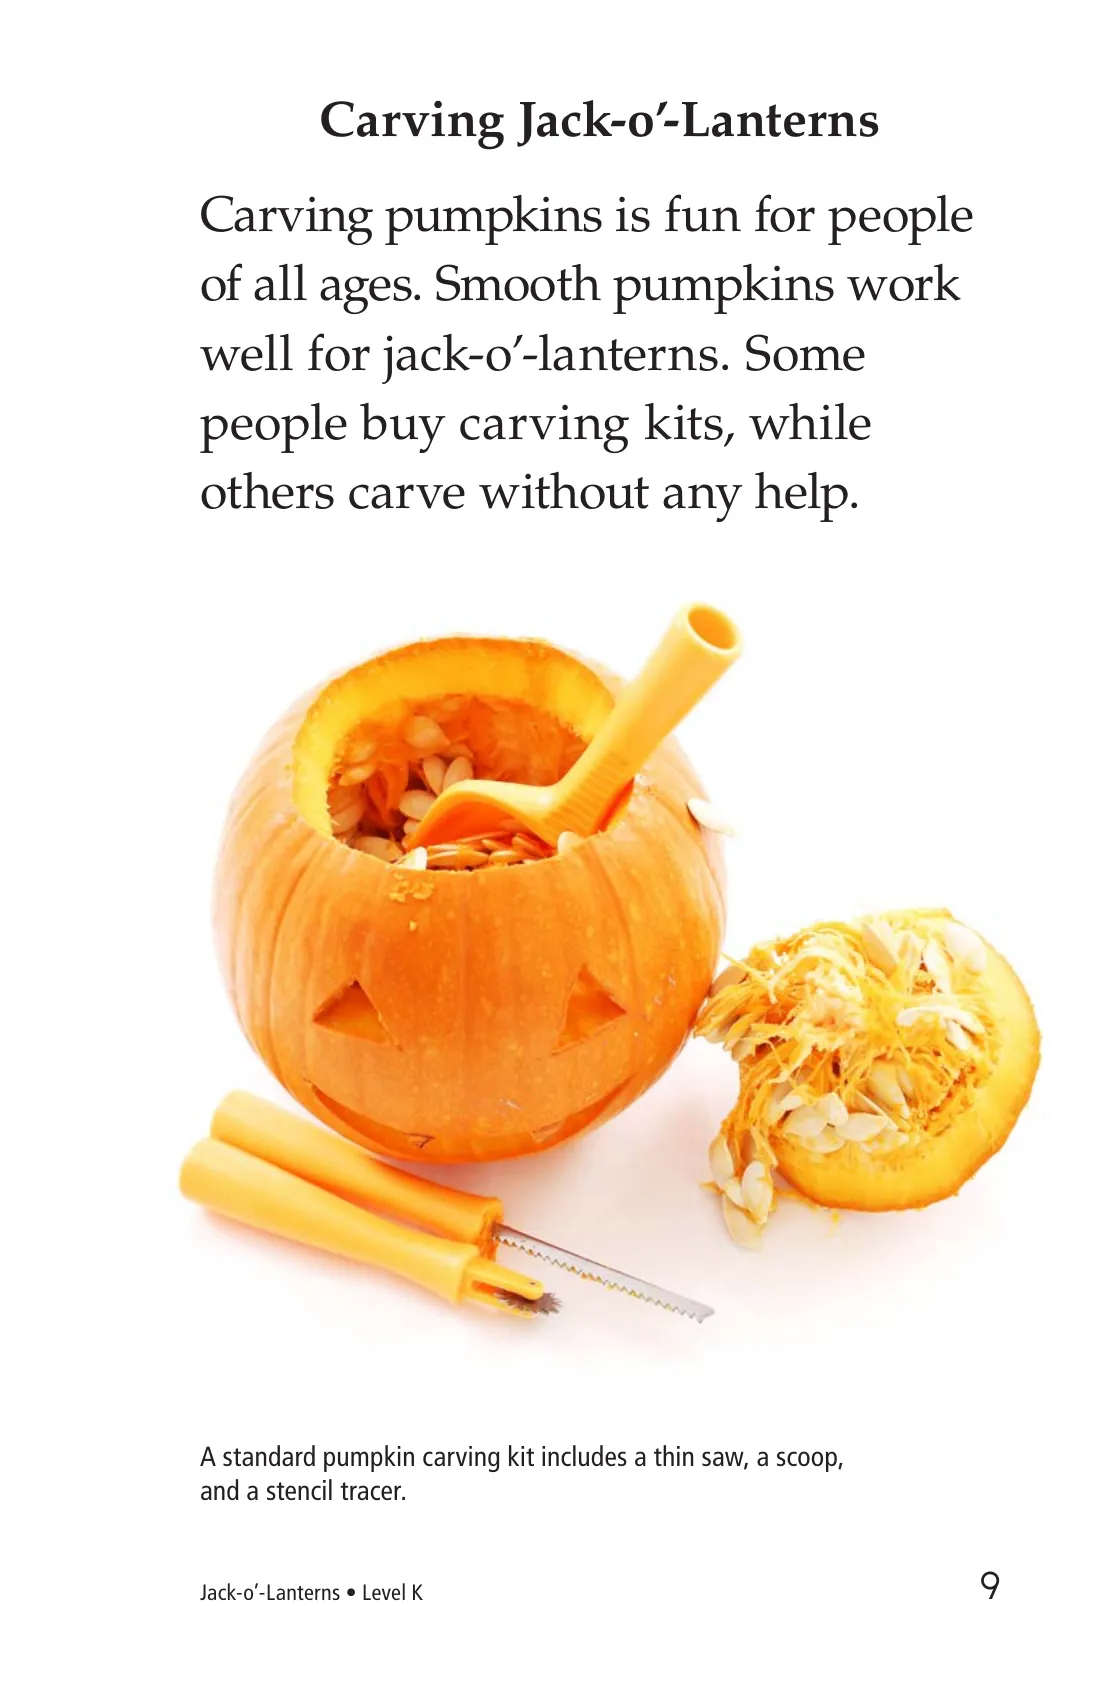 Carving Jack-o’-Lanterns
Carving pumpkins is fun for people
of all ages. Smooth pumpkins work
well for jack-o’-lanterns. Some
people buy carving kits, while
others carve without any help.
A standard pumpkin carving kit includes a thin saw, a scoop,
and a stencil tracer.
Jack-o’-Lanterns • Level K
9